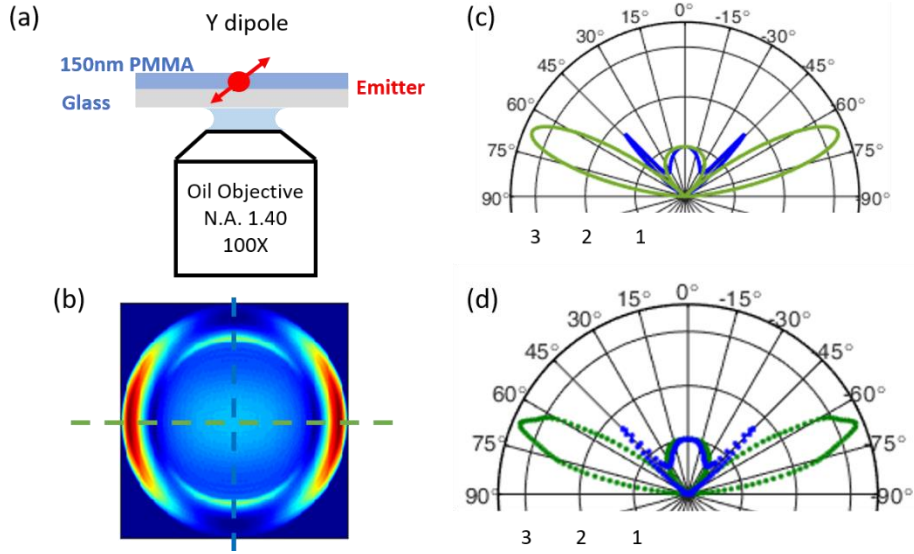 (a)
Y dipole
150nm PMMA
Emitter
Glass
Oil Objective
N.A. 1.40
100X
(b)
(c)
0°
15° -15°
30° -30°
45° -45°
60° -60°
75° -75°
90° -90°
3 2 1
(d)
0°
15° -15°
30° -30°
45° -45°
60° -60°
75° -75°
90° -90°
3 2 1